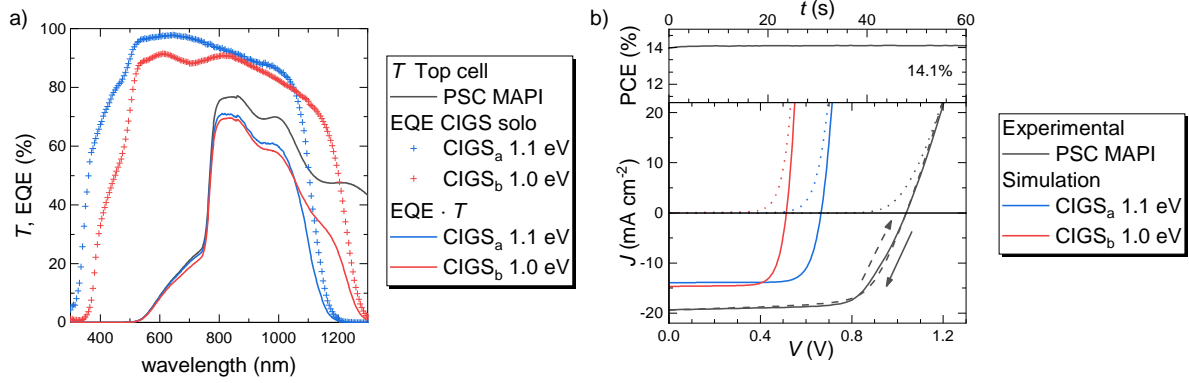 a)
T, EQE (%)
100
80
60
40
20
0
400 600 800 1000 1200
wavelength (nm)
T Top cell
PSC MAPI
EQE CIGS solo
CIGSₐ 1.1 eV
CIGS_b 1.0 eV
EQE · T
CIGSₐ 1.1 eV
CIGS_b 1.0 eV
b)
t (s)
0 20 40 60
PCE (%)
14
12
14.1%
J (mA cm-2)
20
10
0
-10
-20
0.0 0.4 0.8 1.2
V (V)
Experimental
PSC MAPI
Simulation
CIGSₐ 1.1 eV
CIGS_b 1.0 eV